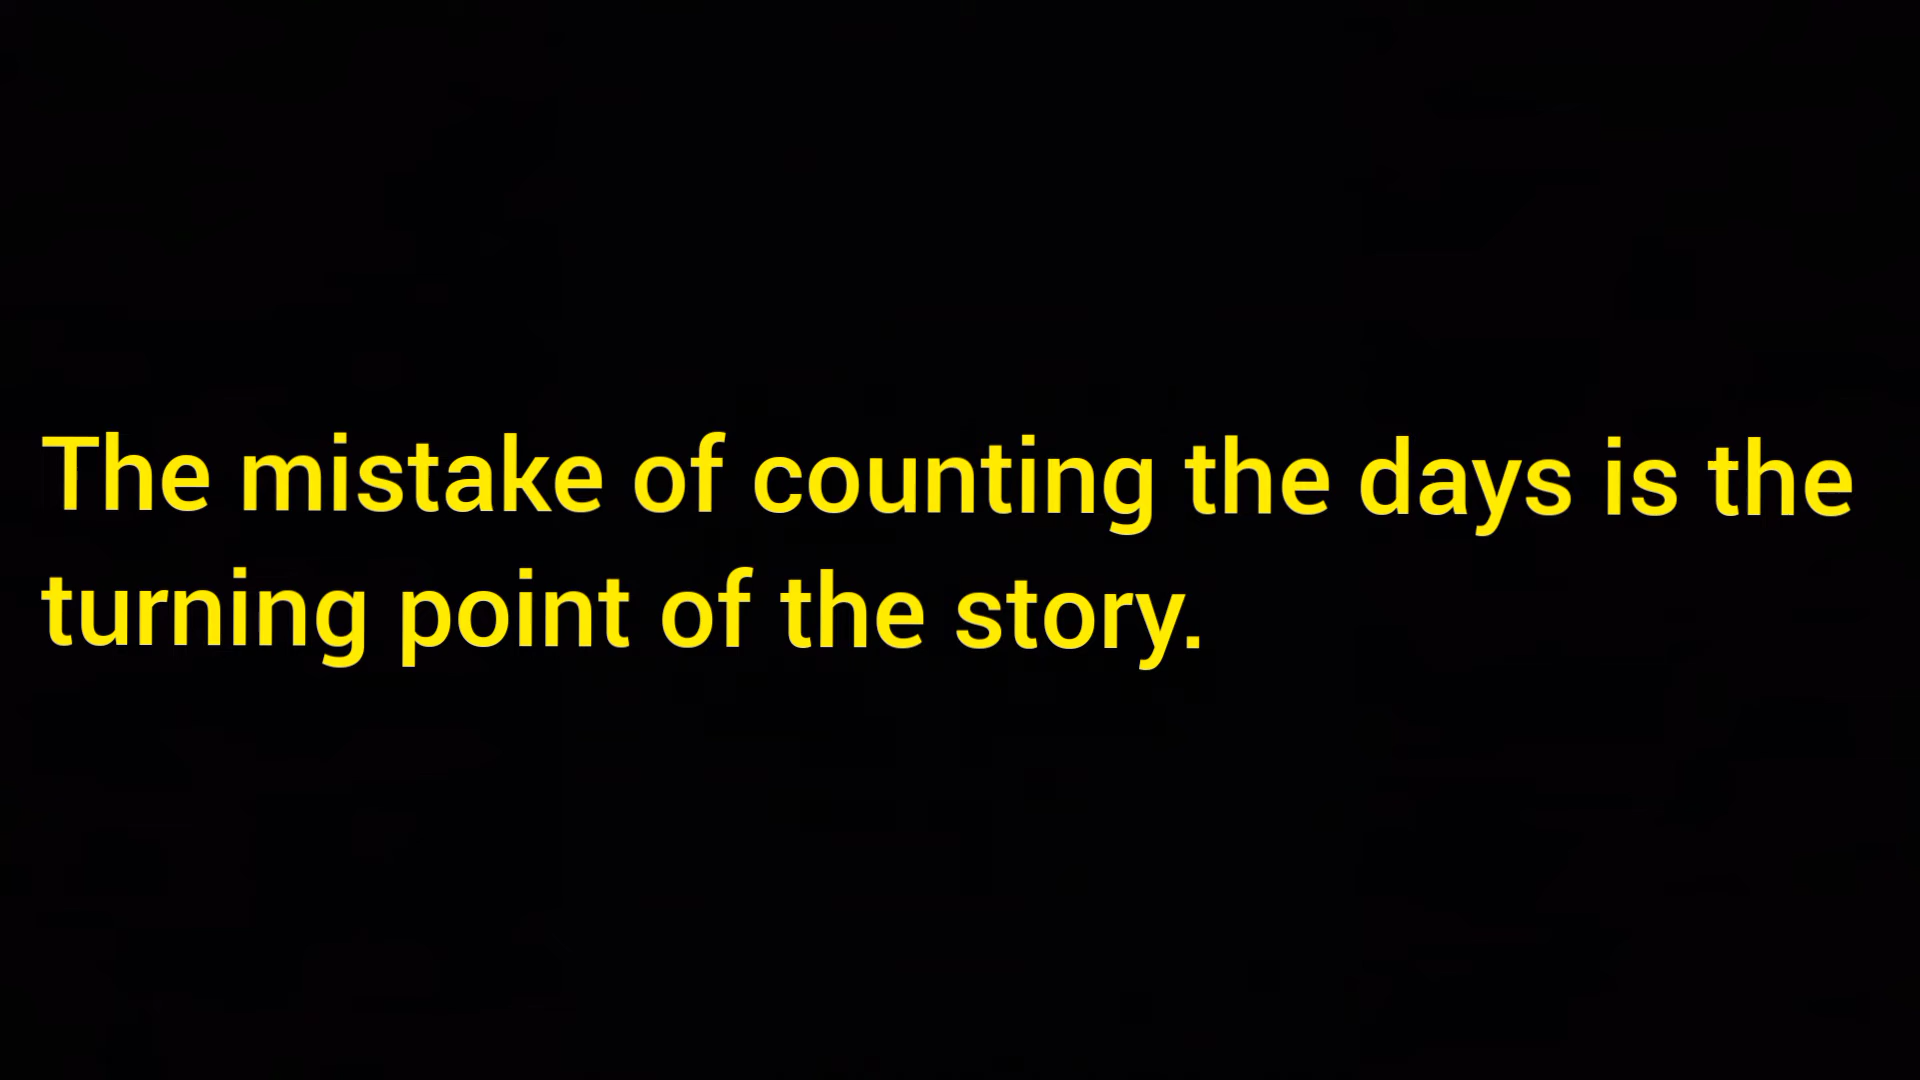 The mistake of counting the days is the
turning point of the story.